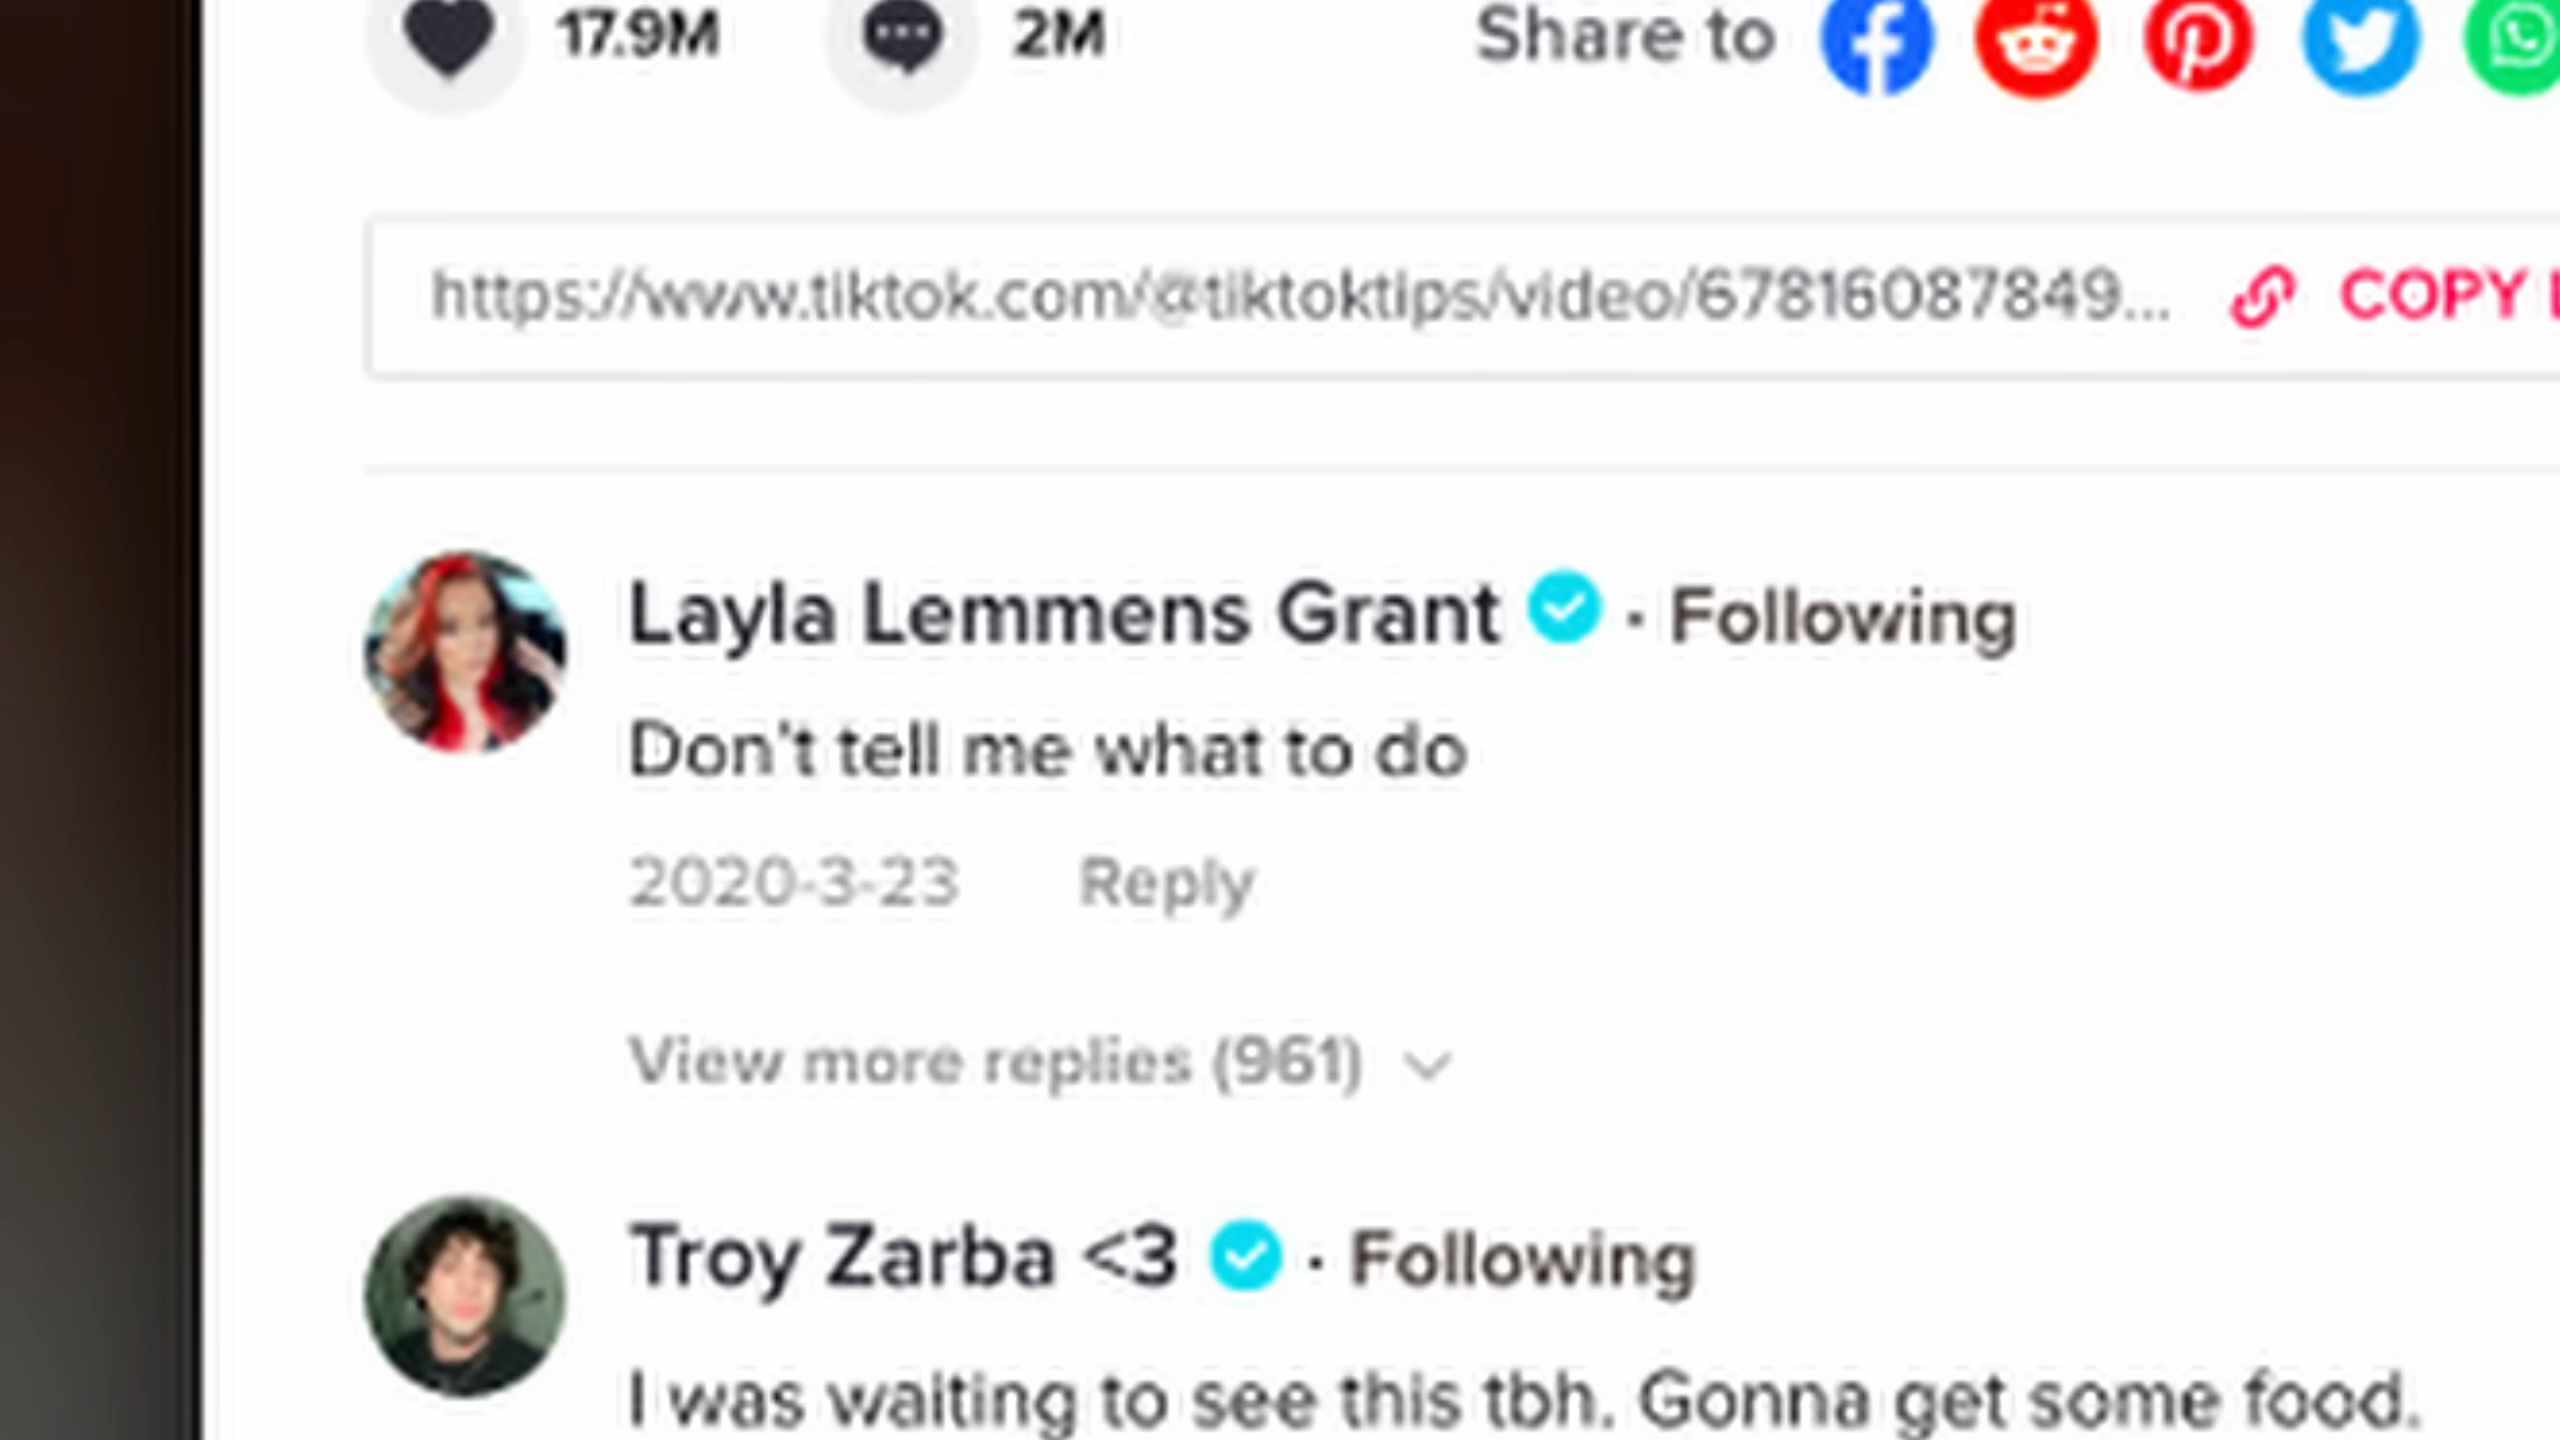 17.9M 2M Share to
https://www.tiktok.com/@tiktoktips/video/67816087849... COPY
Layla Lemmens Grant · Following
Don't tell me what to do
2020-3-23 Reply
View more replies (961)
Troy Zarba <3 · Following
I was waiting to see this tbh. Gonna get some food.